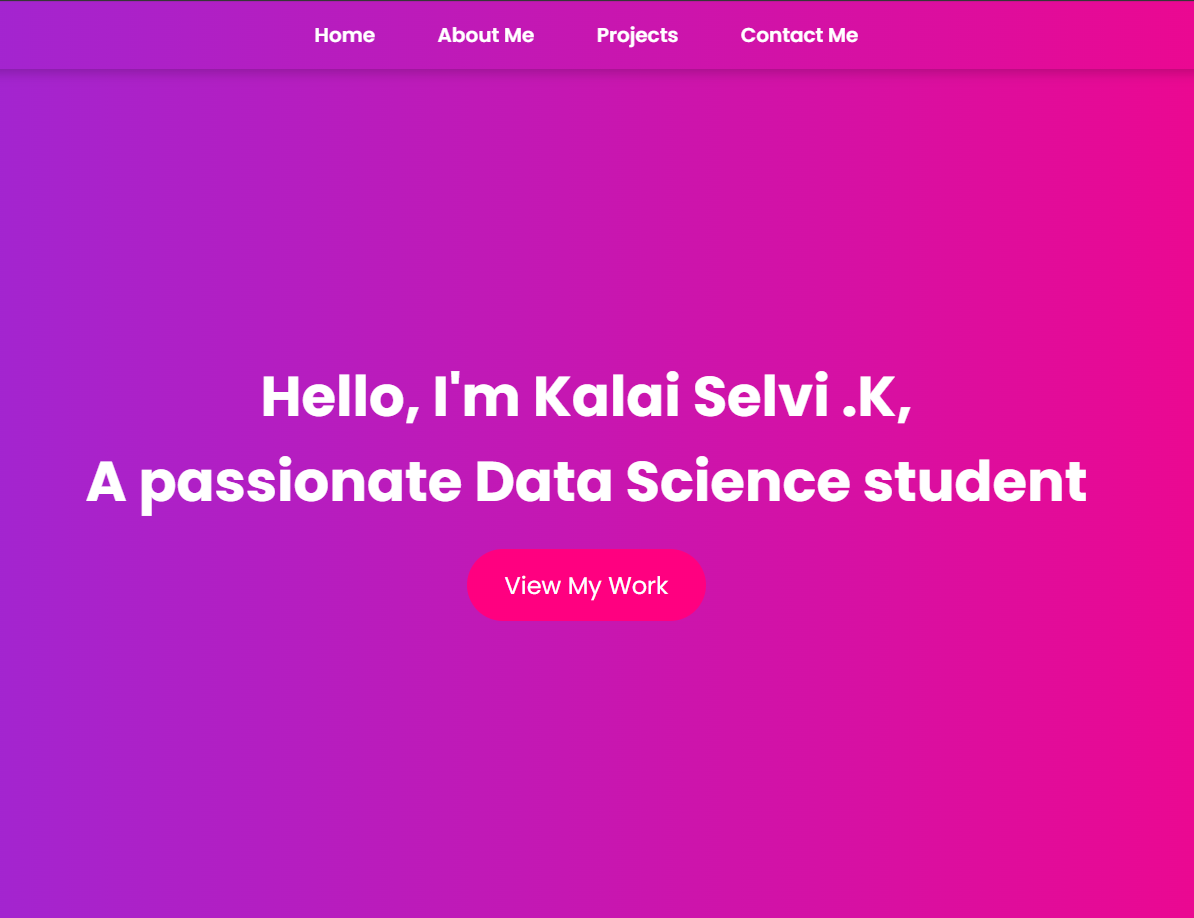 Home About Me Projects Contact Me
Hello, I'm Kalai Selvi .K,
A passionate Data Science student
View My Work